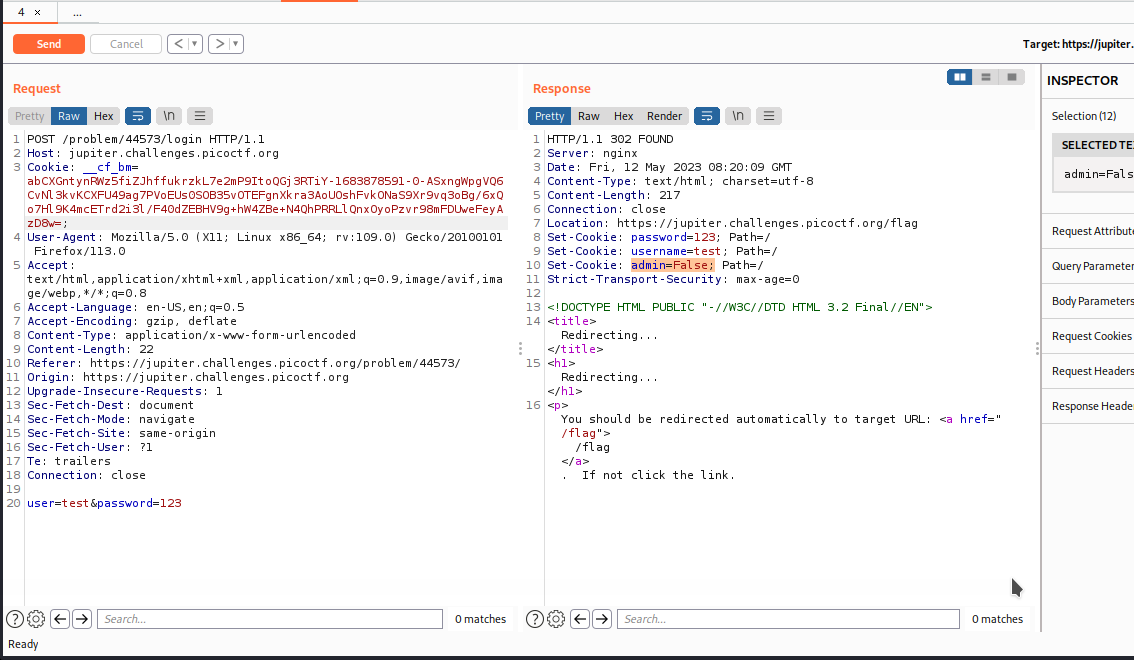 4 × ...
Send Cancel < ▾ > ▾ Target: https://jupiter.
Request
Pretty Raw Hex \n
1 POST /problem/44573/login HTTP/1.1
2 Host: jupiter.challenges.picoctf.org
3 Cookie: __cf_bm=
abCXGntynRWz5fiZJhffukrzkL7e2mP9ItoQGj3RTiY-1683878591-0-ASxngWpgVQ6
CvNl3kvKCXFU49ag7PVoEUs0SOB35vOTEFgnXkra3AoUOshFvkONaS9Xr9vq3oBg/6xQ
o7Hl9K4mcETrd2i3l/F40dZEBHV9g+hW4ZBe+N4QhPRRLlQnxOyoPzvr98mFDUweFeyA
zD8w=;
4 User-Agent: Mozilla/5.0 (X11; Linux x86_64; rv:109.0) Gecko/20100101
Firefox/113.0
5 Accept:
text/html,application/xhtml+xml,application/xml;q=0.9,image/avif,ima
ge/webp,*/*;q=0.8
6 Accept-Language: en-US,en;q=0.5
7 Accept-Encoding: gzip, deflate
8 Content-Type: application/x-www-form-urlencoded
9 Content-Length: 22
10 Referer: https://jupiter.challenges.picoctf.org/problem/44573/
11 Origin: https://jupiter.challenges.picoctf.org
12 Upgrade-Insecure-Requests: 1
13 Sec-Fetch-Dest: document
14 Sec-Fetch-Mode: navigate
15 Sec-Fetch-Site: same-origin
16 Sec-Fetch-User: ?1
17 Te: trailers
18 Connection: close
19
20 user=test&password=123
Search... 0 matches
Response
Pretty Raw Hex Render \n
1 HTTP/1.1 302 FOUND
2 Server: nginx
3 Date: Fri, 12 May 2023 08:20:09 GMT
4 Content-Type: text/html; charset=utf-8
5 Content-Length: 217
6 Connection: close
7 Location: https://jupiter.challenges.picoctf.org/flag
8 Set-Cookie: password=123; Path=/
9 Set-Cookie: username=test; Path=/
10 Set-Cookie: admin=False; Path=/
11 Strict-Transport-Security: max-age=0
12
13 <!DOCTYPE HTML PUBLIC "-//W3C//DTD HTML 3.2 Final//EN">
14 <title>
Redirecting...
</title>
15 <h1>
Redirecting...
</h1>
16 <p>
You should be redirected automatically to target URL: <a href="
/flag">
/flag
</a>
. If not click the link.
Search... 0 matches
INSPECTOR
Selection (12)
SELECTED TE
admin=Fals
Request Attribute
Query Parameter
Body Parameters
Request Cookies
Request Headers
Response Heade
Ready